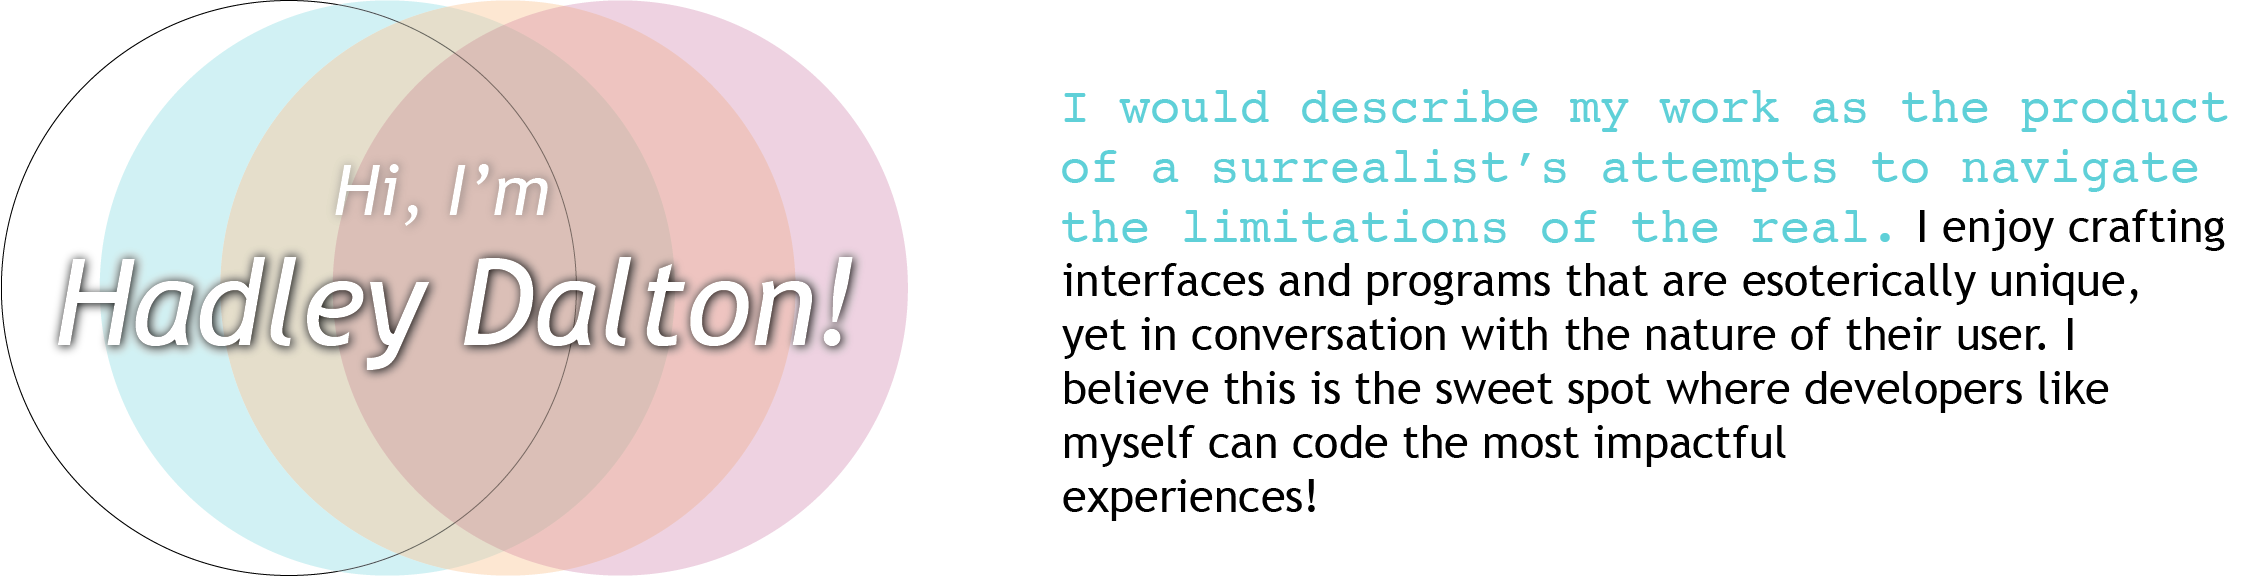 Hi, I’m
Hadley Dalton!
I would describe my work as the product
of a surrealist’s attempts to navigate
the limitations of the real. I enjoy crafting
interfaces and programs that are esoterically unique,
yet in conversation with the nature of their user. I
believe this is the sweet spot where developers like
myself can code the most impactful
experiences!